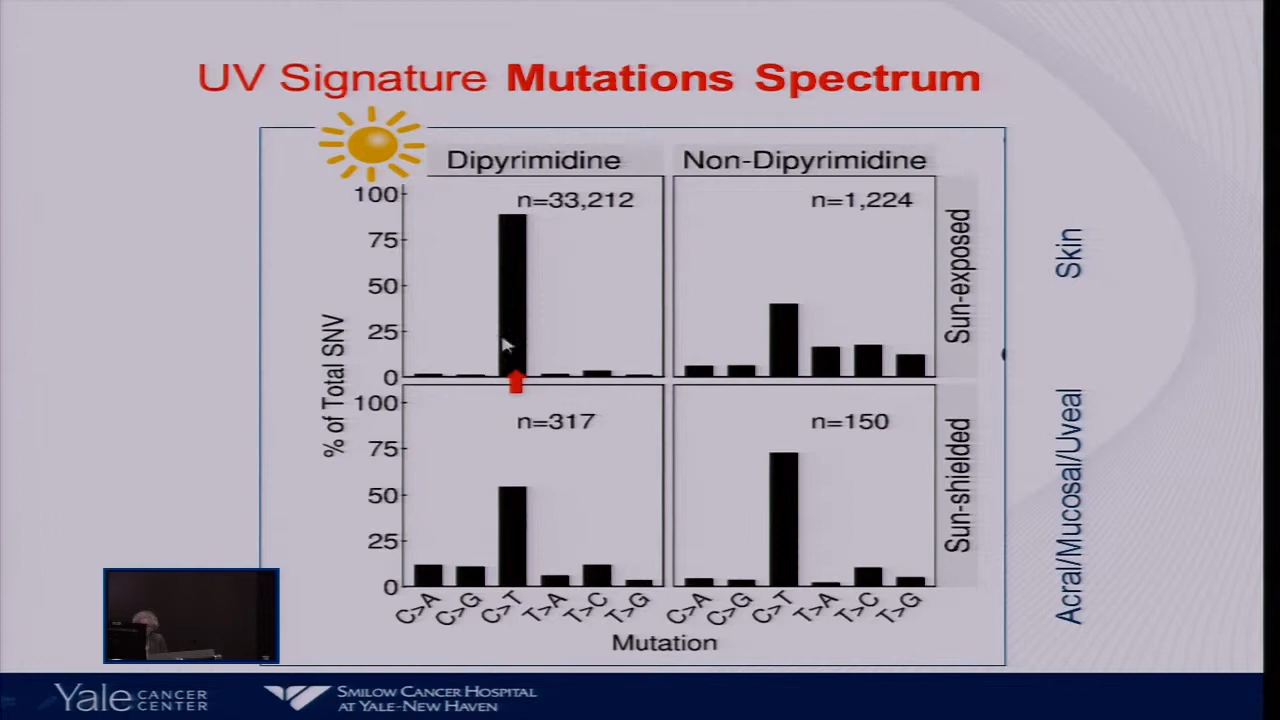 UV Signature Mutations Spectrum
Dipyrimidine
Non-Dipyrimidine
% of Total SNV
100
75
50
25
0
n=33,212
n=1,224
Sun-exposed
Skin
100
75
50
25
0
n=317
n=150
Sun-shielded
Acral/Mucosal/Uveal
C>A
C>G
C>T
T>A
T>C
T>G
C>A
C>G
C>T
T>A
T>C
T>G
Mutation
Yale CANCER
CENTER
SMILOW CANCER HOSPITAL
AT YALE-NEW HAVEN